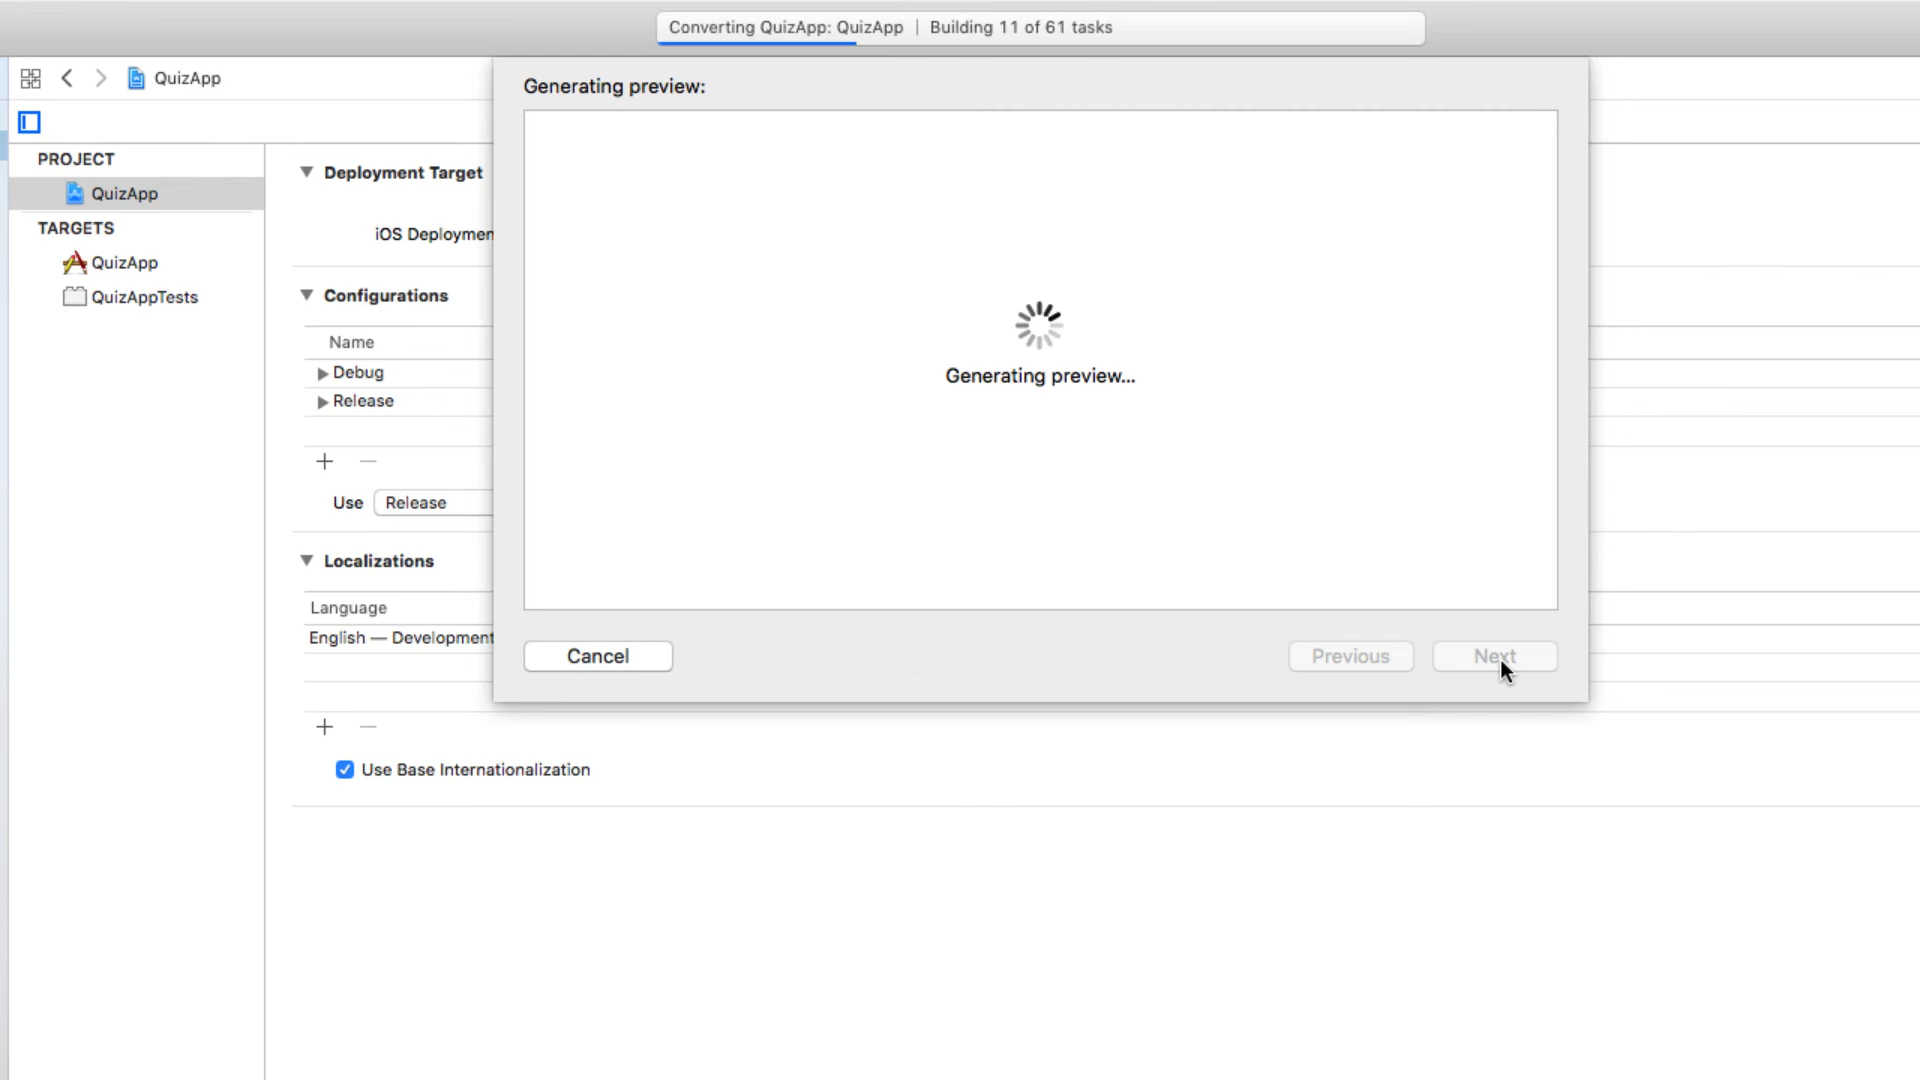 Converting QuizApp: QuizApp | Building 11 of 61 tasks
QuizApp
Generating preview:
PROJECT
QuizApp
TARGETS
QuizApp
QuizAppTests
Deployment Target
iOS Deploymen
Configurations
Name
Debug
Release
Use Release
Localizations
Language
English — Development
Use Base Internationalization
Generating preview...
Cancel
Previous
Next